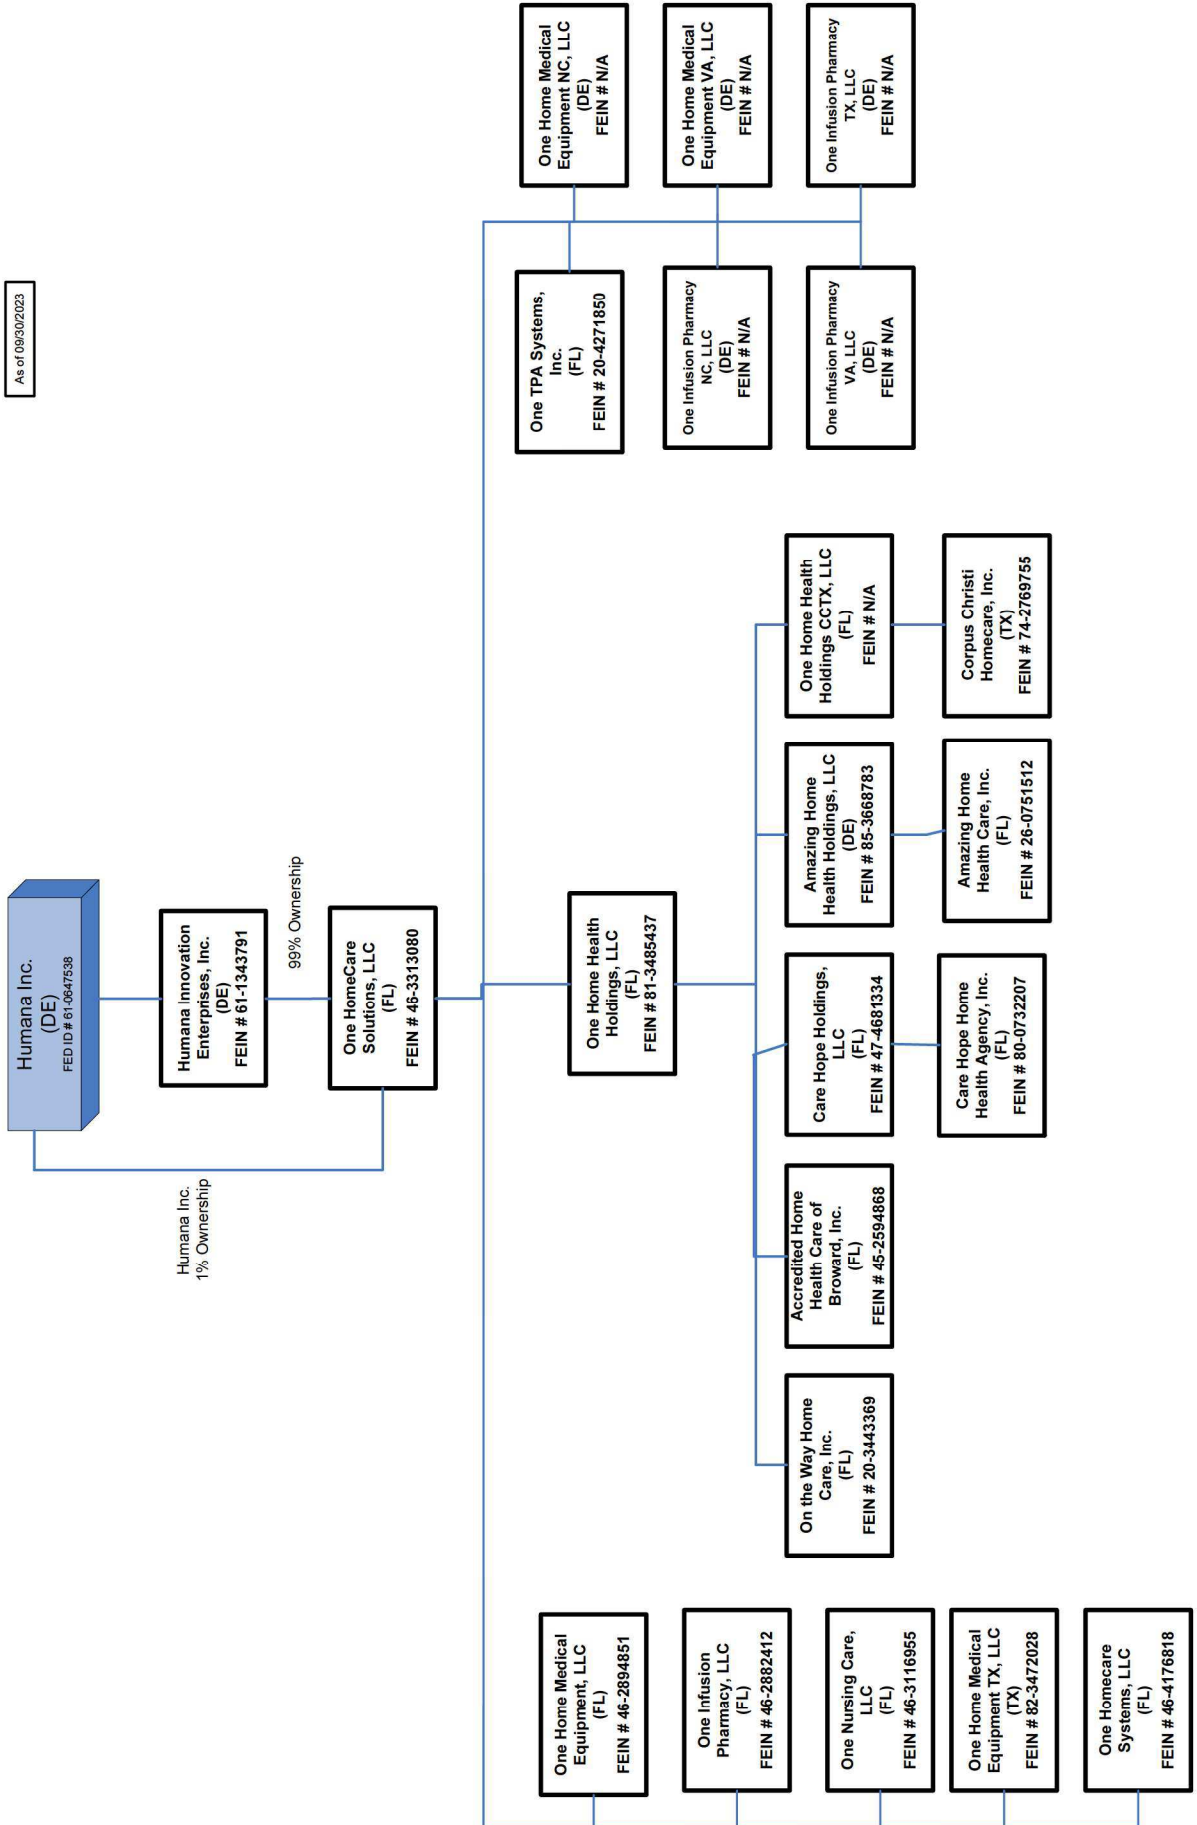 As of 09/30/2023
Humana Inc.
(DE)
FED ID # 61-0647538
Humana Inc.
1% Ownership
Humana Innovation
Enterprises, Inc.
(DE)
FEIN # 61-1343791
99% Ownership
One HomeCare
Solutions, LLC
(FL)
FEIN # 46-3313080
One Home Medical
Equipment, LLC
(FL)
FEIN # 46-2894851
One Infusion
Pharmacy, LLC
(FL)
FEIN # 46-2882412
One Nursing Care,
LLC
(FL)
FEIN # 46-3116955
One Home Medical
Equipment TX, LLC
(TX)
FEIN # 82-3472028
One Homecare
Systems, LLC
(FL)
FEIN # 46-4176818
One Home Health
Holdings, LLC
(FL)
FEIN # 81-3485437
On the Way Home
Care, Inc.
(FL)
FEIN # 20-3443369
Accredited Home
Health Care of
Broward, Inc.
(FL)
FEIN # 45-2594868
Care Hope Holdings,
LLC
(FL)
FEIN # 47-4681334
Care Hope Home
Health Agency, Inc.
(FL)
FEIN # 80-0732207
Amazing Home
Health Holdings, LLC
(DE)
FEIN # 85-3668783
Amazing Home
Health Care, Inc.
(FL)
FEIN # 26-0751512
One Home Health
Holdings CCTX, LLC
(FL)
FEIN # N/A
Corpus Christi
Homecare, Inc.
(TX)
FEIN # 74-2769755
One TPA Systems,
Inc.
(FL)
FEIN # 20-4271850
One Home Medical
Equipment NC, LLC
(DE)
FEIN # N/A
One Infusion Pharmacy
NC, LLC
(DE)
FEIN # N/A
One Home Medical
Equipment VA, LLC
(DE)
FEIN # N/A
One Infusion Pharmacy
VA, LLC
(DE)
FEIN # N/A
One Infusion Pharmacy
TX, LLC
(DE)
FEIN # N/A